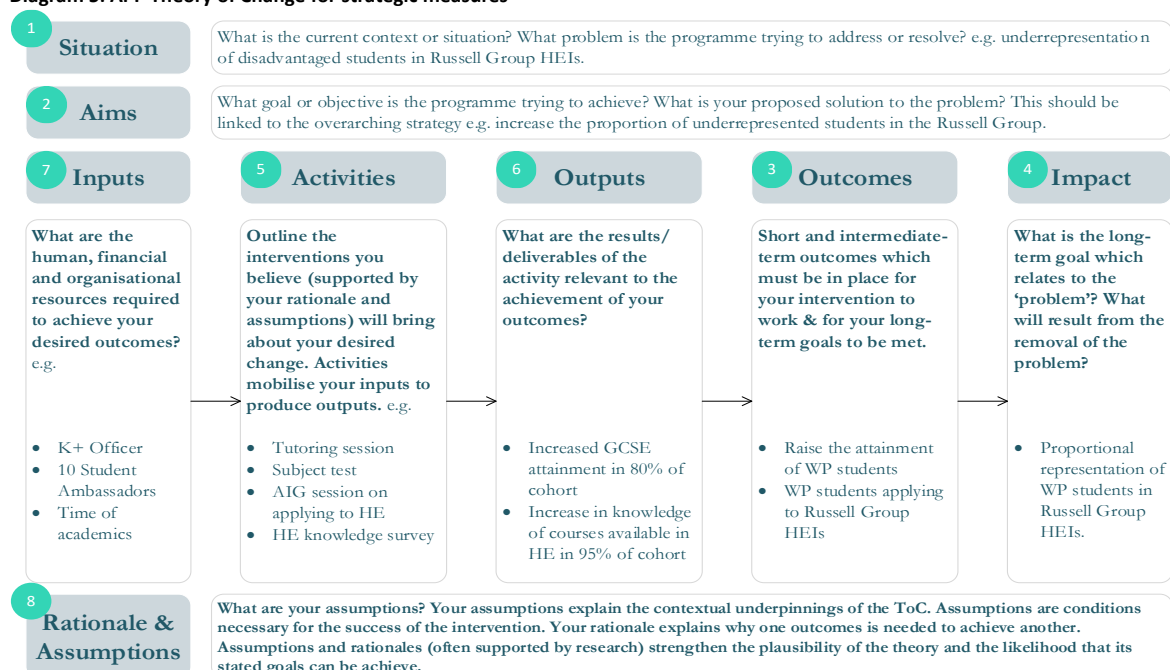 Diagram 3: APP Theory of Change for strategic measures
1
Situation
What is the current context or situation? What problem is the programme trying to address or resolve? e.g. underrepresentation
of disadvantaged students in Russell Group HEIs.
2
Aims
What goal or objective is the programme trying to achieve? What is your proposed solution to the problem? This should be
linked to the overarching strategy e.g. increase the proportion of underrepresented students in the Russell Group.
7
Inputs
What are the
human, financial
and organisational
resources required
to achieve your
desired outcomes?
e.g.
• K+ Officer
• 10 Student
Ambassadors
• Time of
academics
5
Activities
Outline the
interventions you
believe (supported by
your rationale and
assumptions) will bring
about your desired
change. Activities
mobilise your inputs to
produce outputs. e.g.
• Tutoring session
• Subject test
• AIG session on
applying to HE
• HE knowledge survey
6
Outputs
What are the results/
deliverables of the
activity relevant to the
achievement of your
outcomes?
• Increased GCSE
attainment in 80% of
cohort
• Increase in knowledge
of courses available in
HE in 95% of cohort
3
Outcomes
Short and intermediate-
term outcomes which
must be in place for
your intervention to
work & for your long-
term goals to be met.
• Raise the attainment
of WP students
• WP students applying
to Russell Group
HEIs
4
Impact
What is the long-
term goal which
relates to the
‘problem’? What
will result from the
removal of the
problem?
• Proportional
representation of
WP students in
Russell Group
HEIs.
8
Rationale &
Assumptions
What are your assumptions? Your assumptions explain the contextual underpinnings of the ToC. Assumptions are conditions
necessary for the success of the intervention. Your rationale explains why one outcomes is needed to achieve another.
Assumptions and rationales (often supported by research) strengthen the plausibility of the theory and the likelihood that its
stated goals can be achieve.